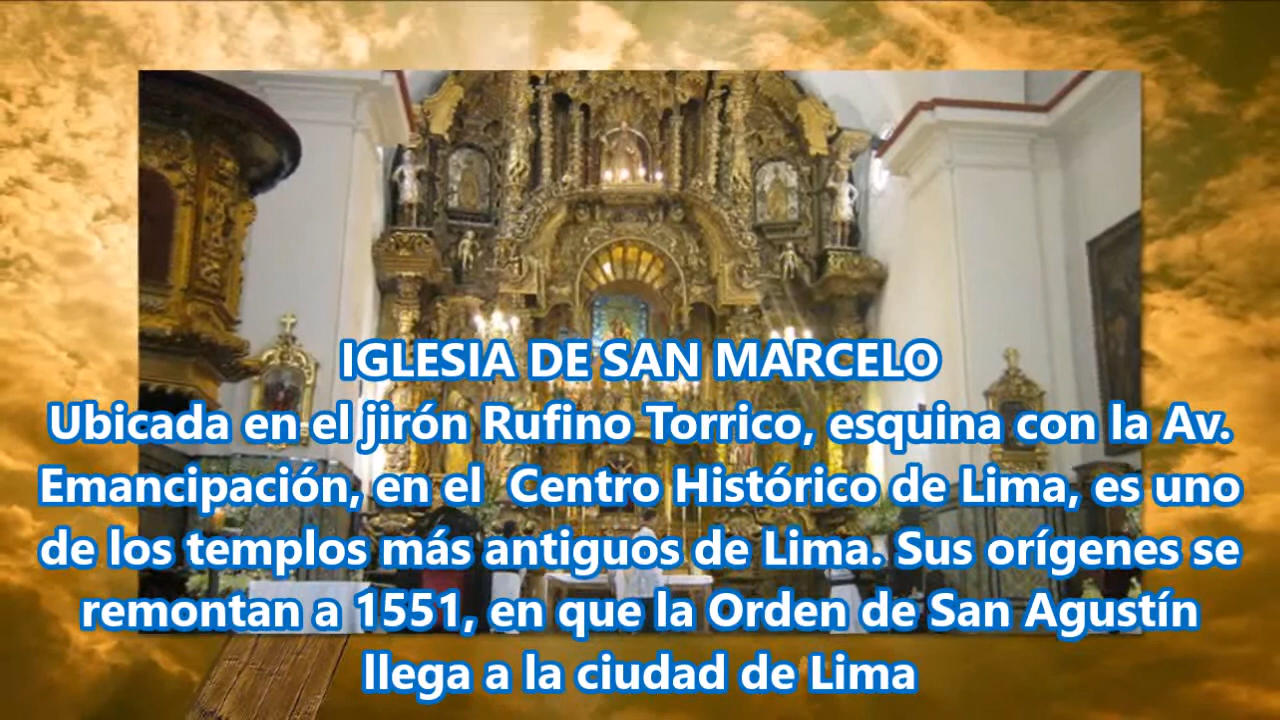 IGLESIA DE SAN MARCELO
Ubicada en el jirón Rufino Torrico, esquina con la Av.
Emancipación, en el  Centro Histórico de Lima, es uno
de los templos más antiguos de Lima. Sus orígenes se
remontan a 1551, en que la Orden de San Agustín
llega a la ciudad de Lima